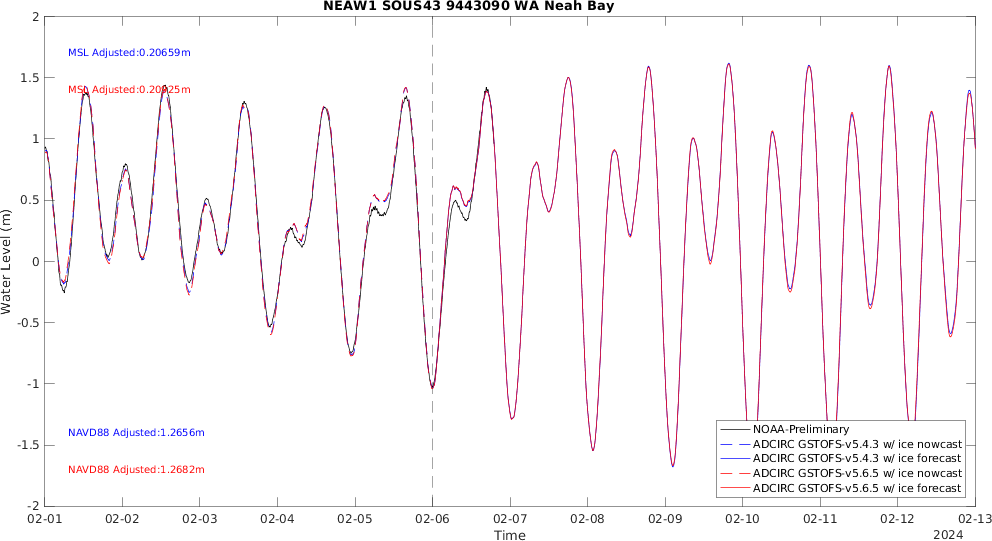 NEAW1 SOUS43 9443090 WA Neah Bay
2
1.5
1
0.5
0
-0.5
-1
-1.5
-2
Water Level (m)
MSL Adjusted:0.20659m
MSL
NAVD88 Adjusted:1.2656m
NAVD88 Adjusted:1.2682m
NOAA-Preliminary
ADCIRC GSTOFS-v5.4.3 w/ ice nowcast
ADCIRC GSTOFS-v5.4.3 w/ ice forecast
ADCIRC GSTOFS-v5.6.5 w/ ice nowcast
ADCIRC GSTOFS-v5.6.5 w/ ice forecast
02-01 02-02 02-03 02-04 02-05 02-06 02-07 02-08 02-09 02-10 02-11 02-12 02-13
Time
2024